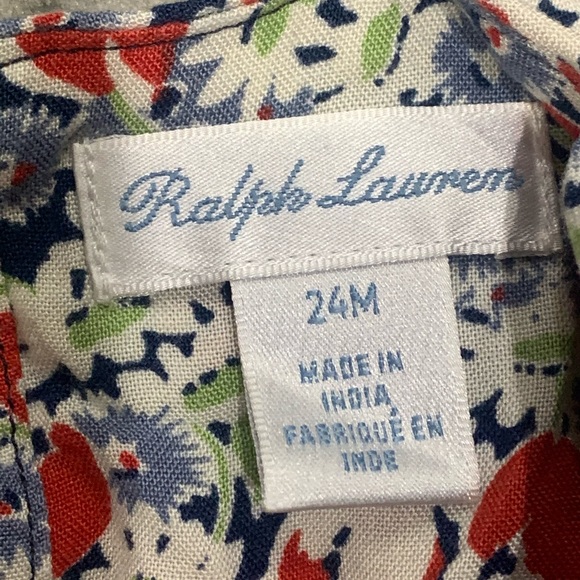 Ralph Lauren
24M
MADE IN
INDIA
FABRIQUÉ EN
INDE